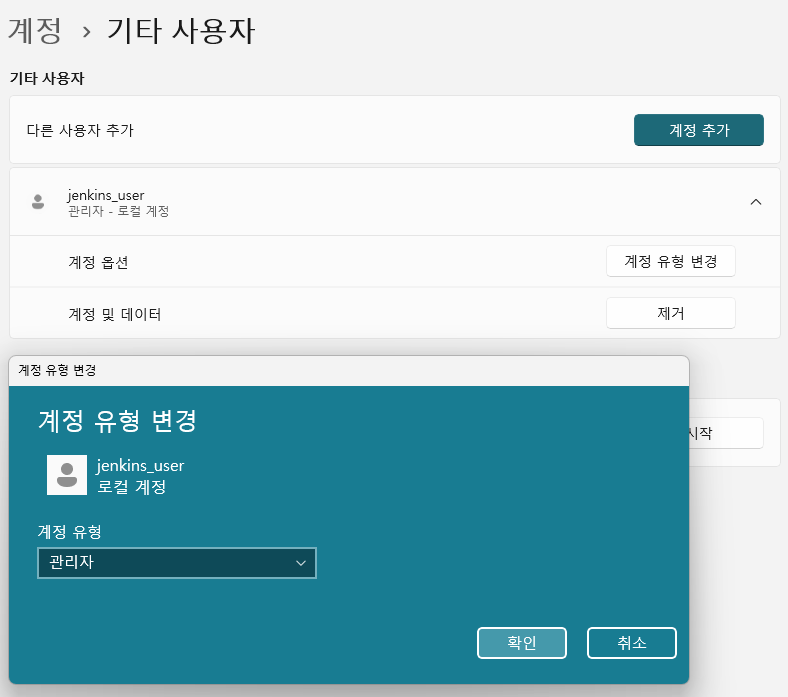 계정 > 기타 사용자
기타 사용자
다른 사용자 추가
계정 추가
jenkins_user
관리자 - 로컬 계정
계정 옵션
계정 유형 변경
계정 및 데이터
제거
시작
계정 유형 변경
계정 유형 변경
jenkins_user
로컬 계정
계정 유형
관리자
확인
취소